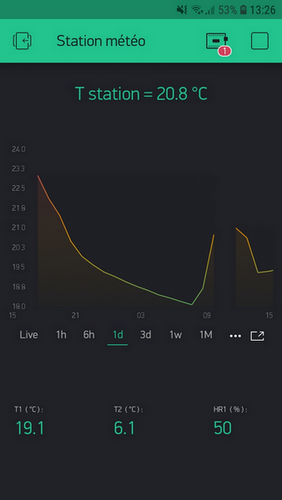 53% 13:26
Station météo
1
T station = 20.8 °C
24.0
23.3
22.5
21.8
21.0
20.3
19.5
18.8
18.0
15 21 03 09 15
Live 1h 6h 1d 3d 1w 1M
T1 (°C): T2 (°C): HR1 (%):
19.1 6.1 50